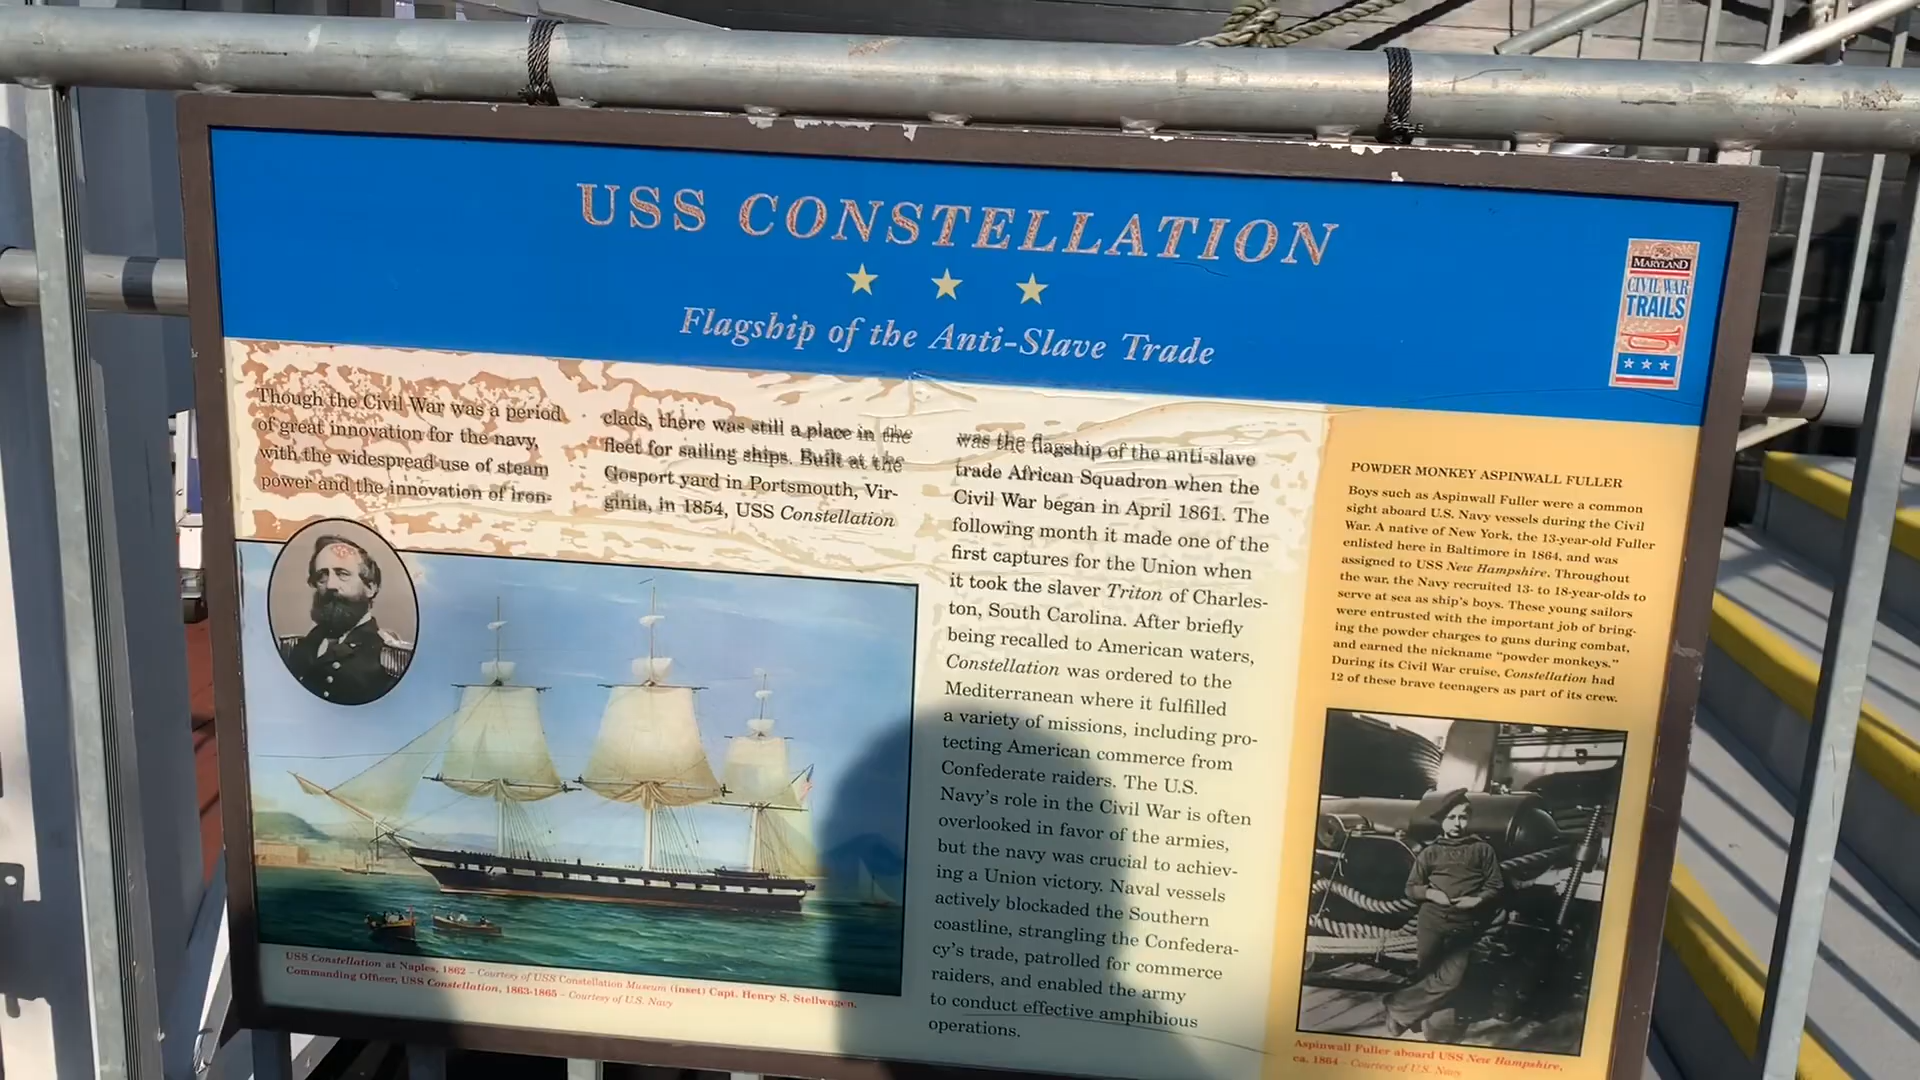 USS CONSTELLATION
Flagship of the Anti-Slave Trade
MARYLAND
CIVIL WAR
TRAILS
Though the Civil War was a period
of great innovation for the navy,
with the widespread use of steam
power and the innovation of iron-
clads, there was still a place in the
fleet for sailing ships. Built at the
Gosport yard in Portsmouth, Vir-
ginia, in 1854, USS Constellation
was the flagship of the anti-slave
trade African Squadron when the
Civil War began in April 1861. The
following month it made one of the
first captures for the Union when
it took the slaver Triton of Charles-
ton, South Carolina. After briefly
being recalled to American waters,
Constellation was ordered to the
Mediterranean where it fulfilled
a variety of missions, including pro-
tecting American commerce from
Confederate raiders. The U.S.
Navy's role in the Civil War is often
overlooked in favor of the armies,
but the navy was crucial to achiev-
ing a Union victory. Naval vessels
actively blockaded the Southern
coastline, strangling the Confedera-
cy's trade, patrolled for commerce
raiders, and enabled the army
to conduct effective amphibious
operations.
USS Constellation at Naples, 1862 – Courtesy of USS Constellation Museum (inset) Capt. Henry S. Stellwagen,
Commanding Officer, USS Constellation, 1863-1865 – Courtesy of U.S. Navy
POWDER MONKEY ASPINWALL FULLER
Boys such as Aspinwall Fuller were a common
sight aboard U.S. Navy vessels during the Civil
War. A native of New York, the 13-year-old Fuller
enlisted here in Baltimore in 1864, and was
assigned to USS New Hampshire. Throughout
the war, the Navy recruited 13- to 18-year-olds to
serve at sea as ship's boys. These young sailors
were entrusted with the important job of bring-
ing the powder charges to guns during combat,
and earned the nickname "powder monkeys."
During its Civil War cruise, Constellation had
12 of these brave teenagers as part of its crew.
Aspinwall Fuller aboard USS New Hampshire,
ca. 1864 – Courtesy of U.S. Navy